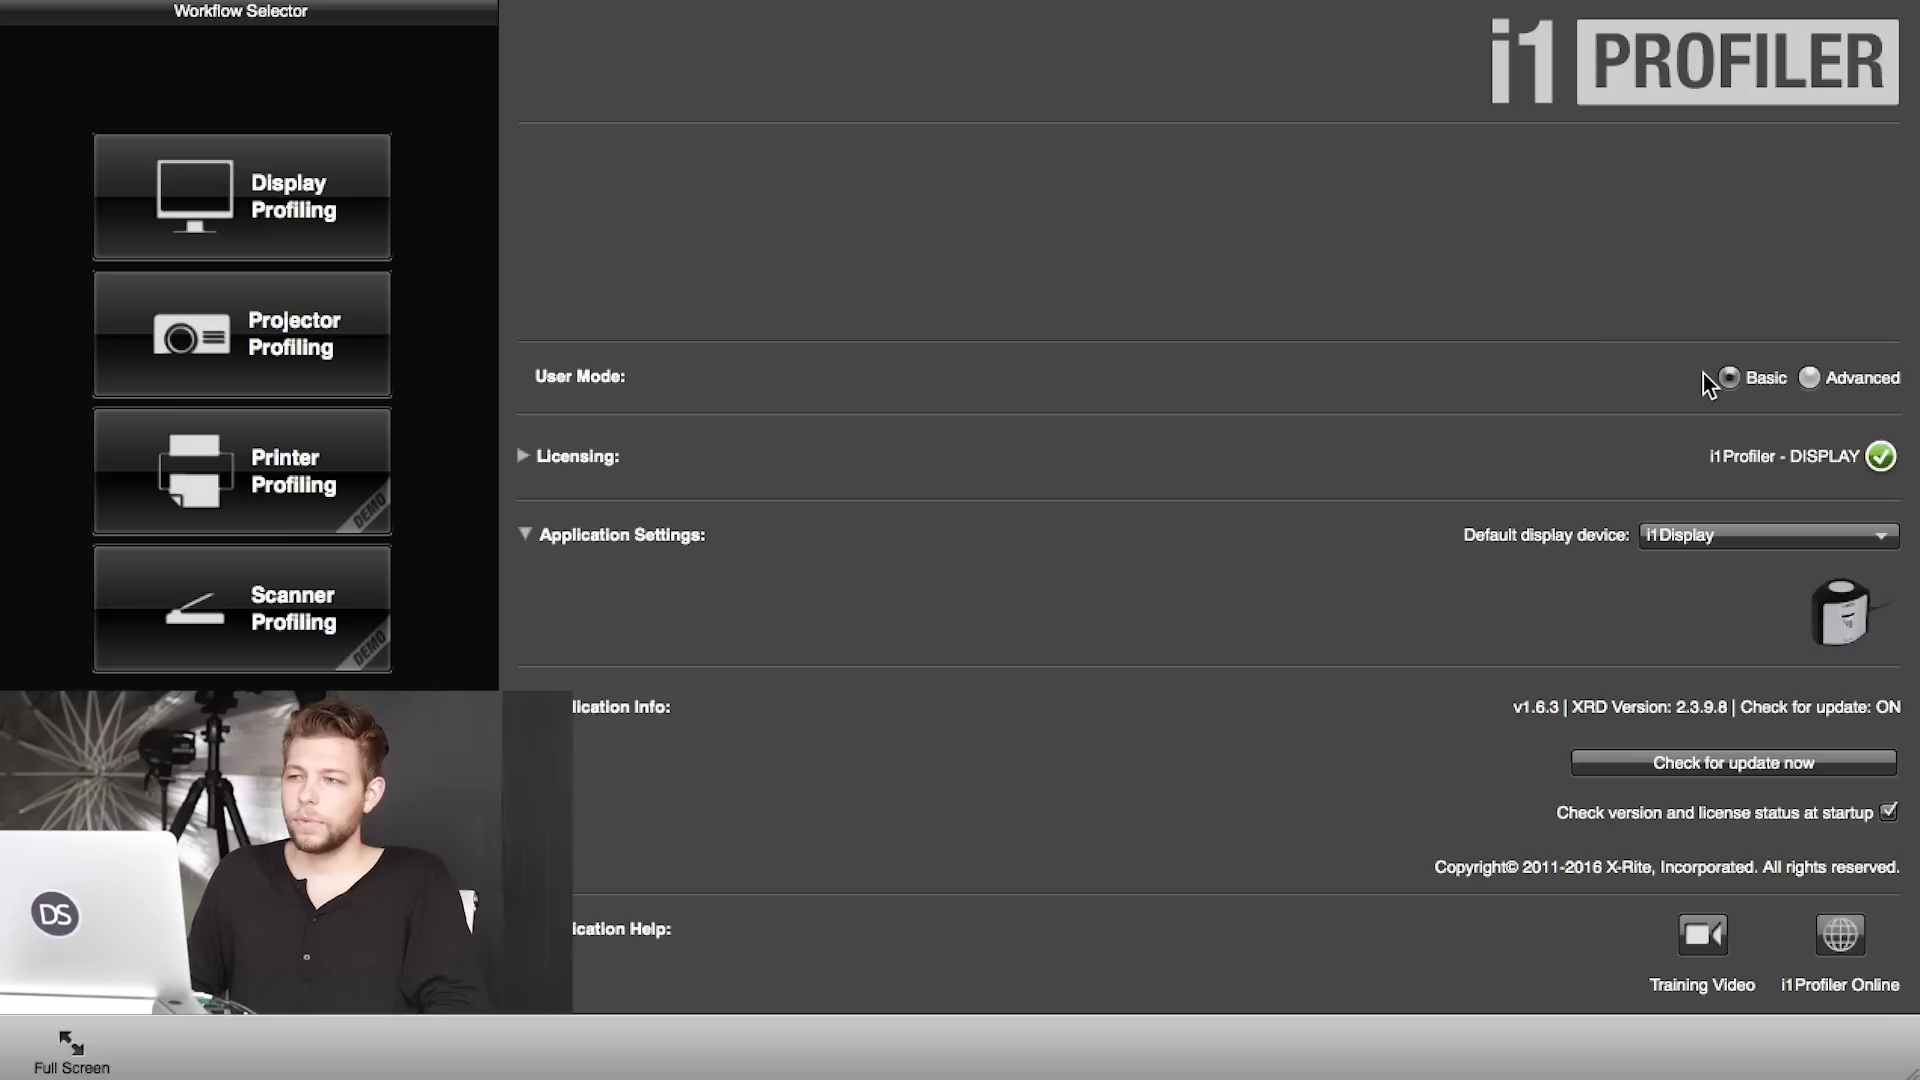 Workflow Selector
i1 PROFILER
Display
Profiling
Projector
Profiling
Printer
Profiling
DEMO
Scanner
Profiling
DEMO
User Mode:
Basic
Advanced
Licensing:
i1Profiler - DISPLAY
Application Settings:
Default display device:
i1Display
lication Info:
v1.6.3 | XRD Version: 2.3.9.8 | Check for update: ON
Check for update now
Check version and license status at startup
Copyright© 2011-2016 X-Rite, Incorporated. All rights reserved.
ication Help:
Training Video
i1Profiler Online
DS
Full Screen